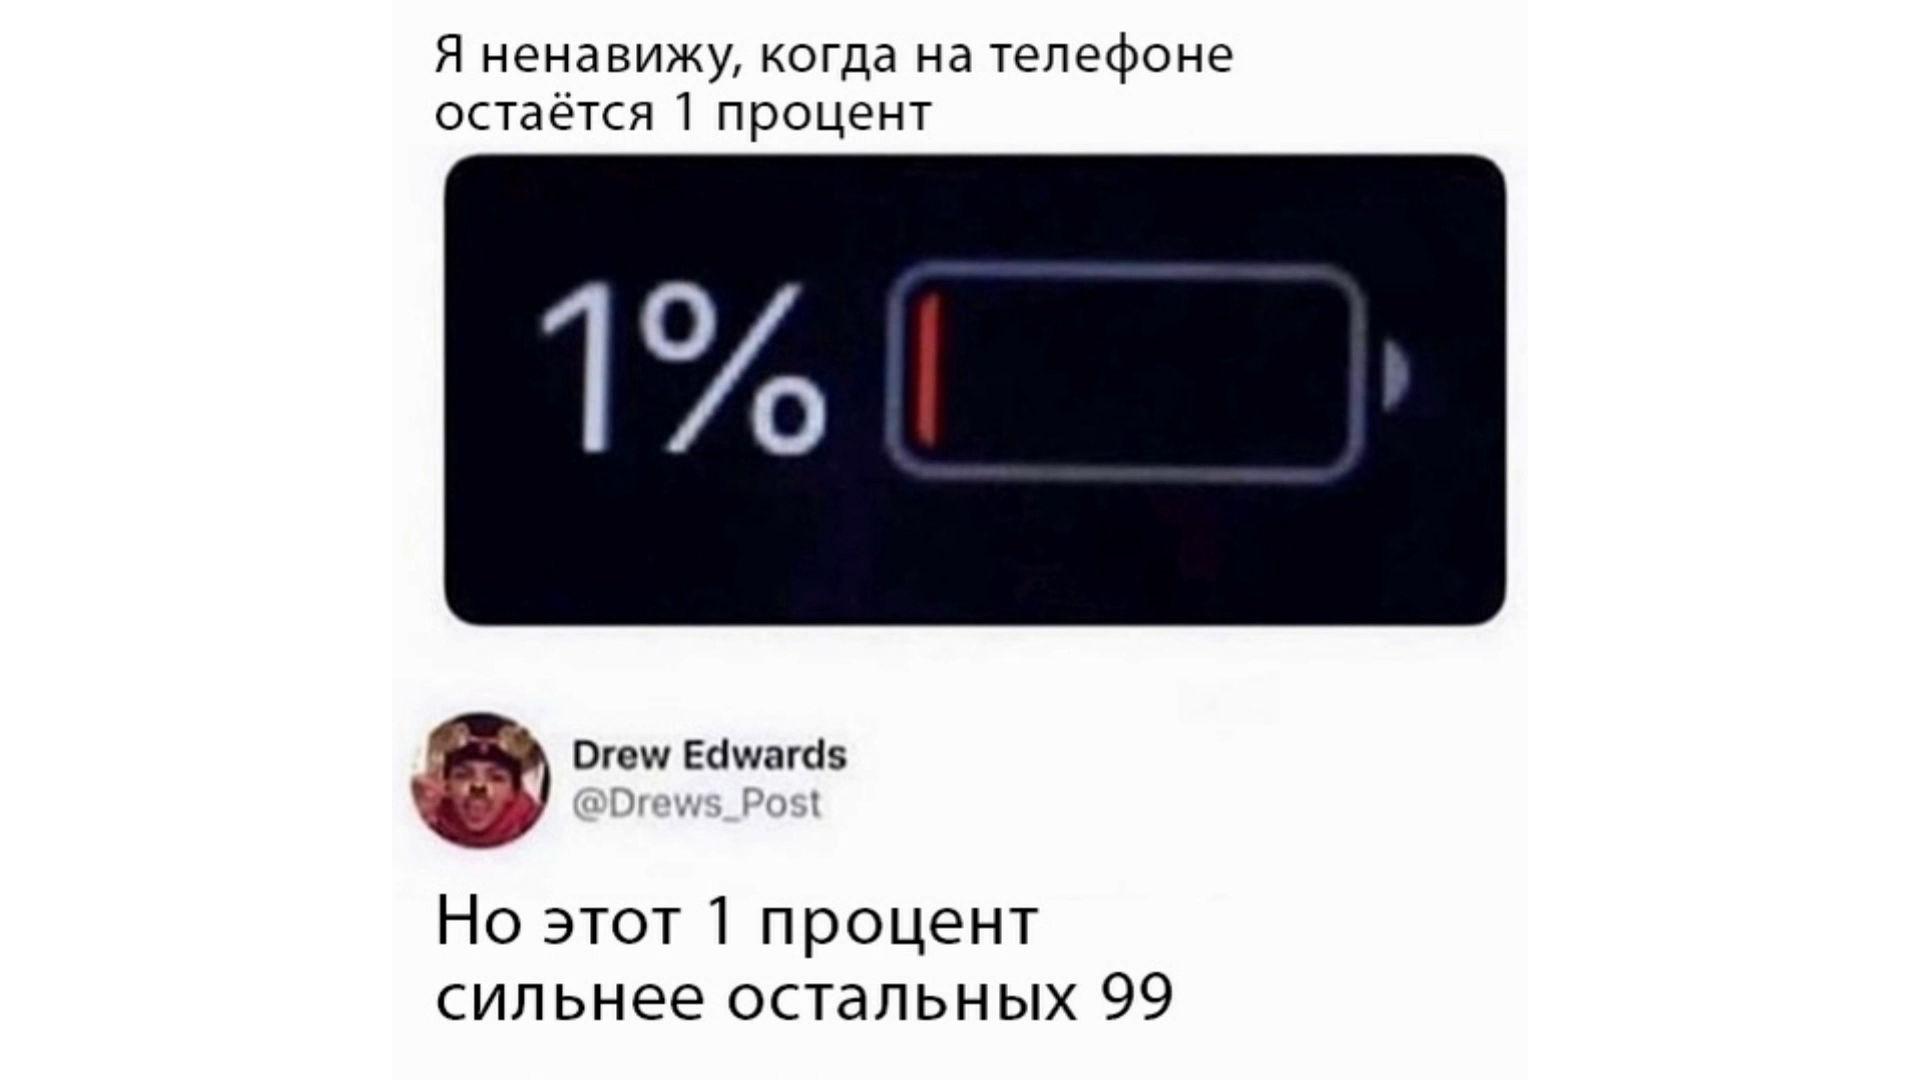 Я ненавижу, когда на телефоне
остаётся 1 процент
1%
Drew Edwards
@Drews_Post
Но этот 1 процент
сильнее остальных 99